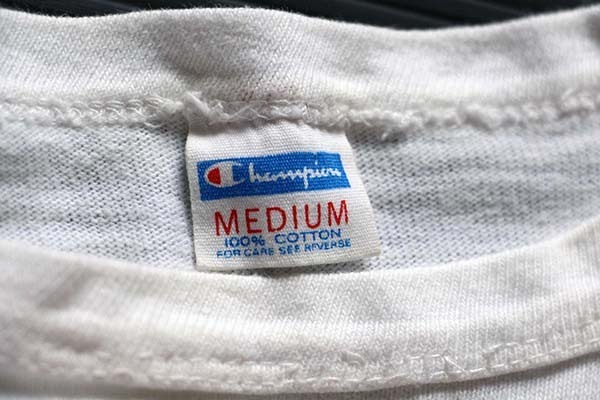 Champion
MEDIUM
100% COTTON
FOR CARE SEE REVERSE